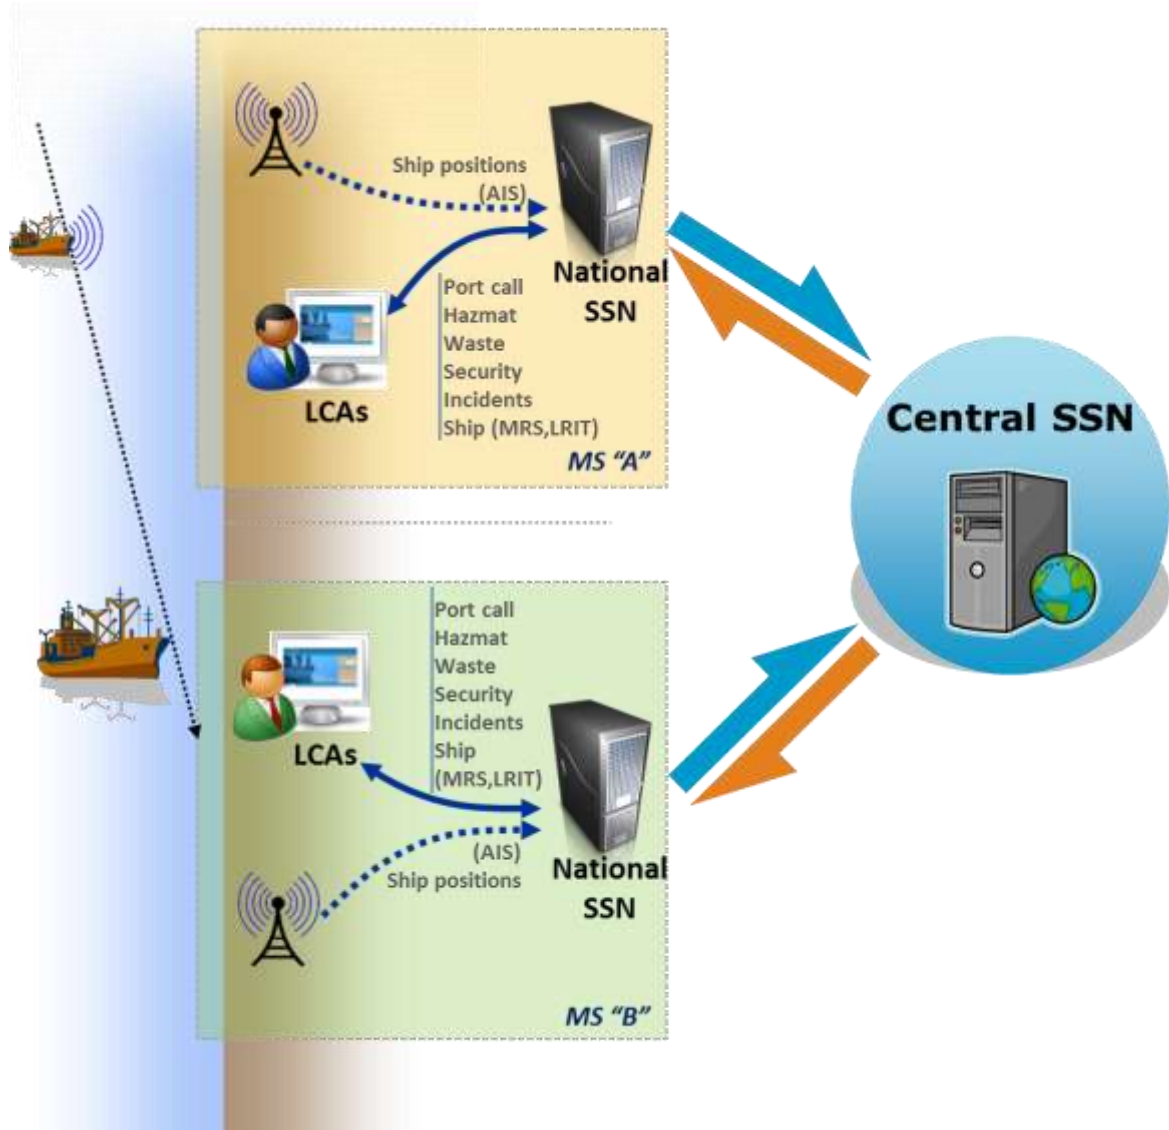 Ship positions
(AIS)
National
SSN
Port call
Hazmat
Waste
Security
Incidents
Ship (MRS,LRIT)
LCAs
MS “A”
Central SSN
Port call
Hazmat
Waste
Security
Incidents
Ship
(MRS,LRIT)
LCAs
(AIS)
Ship positions
National
SSN
MS “B”